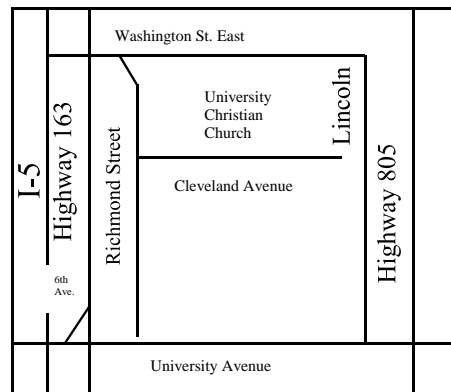 Washington St. East
University
Christian
Church
Lincoln
I-5
Highway 163
Richmond Street
Cleveland Avenue
Highway 805
6th
Ave.
University Avenue